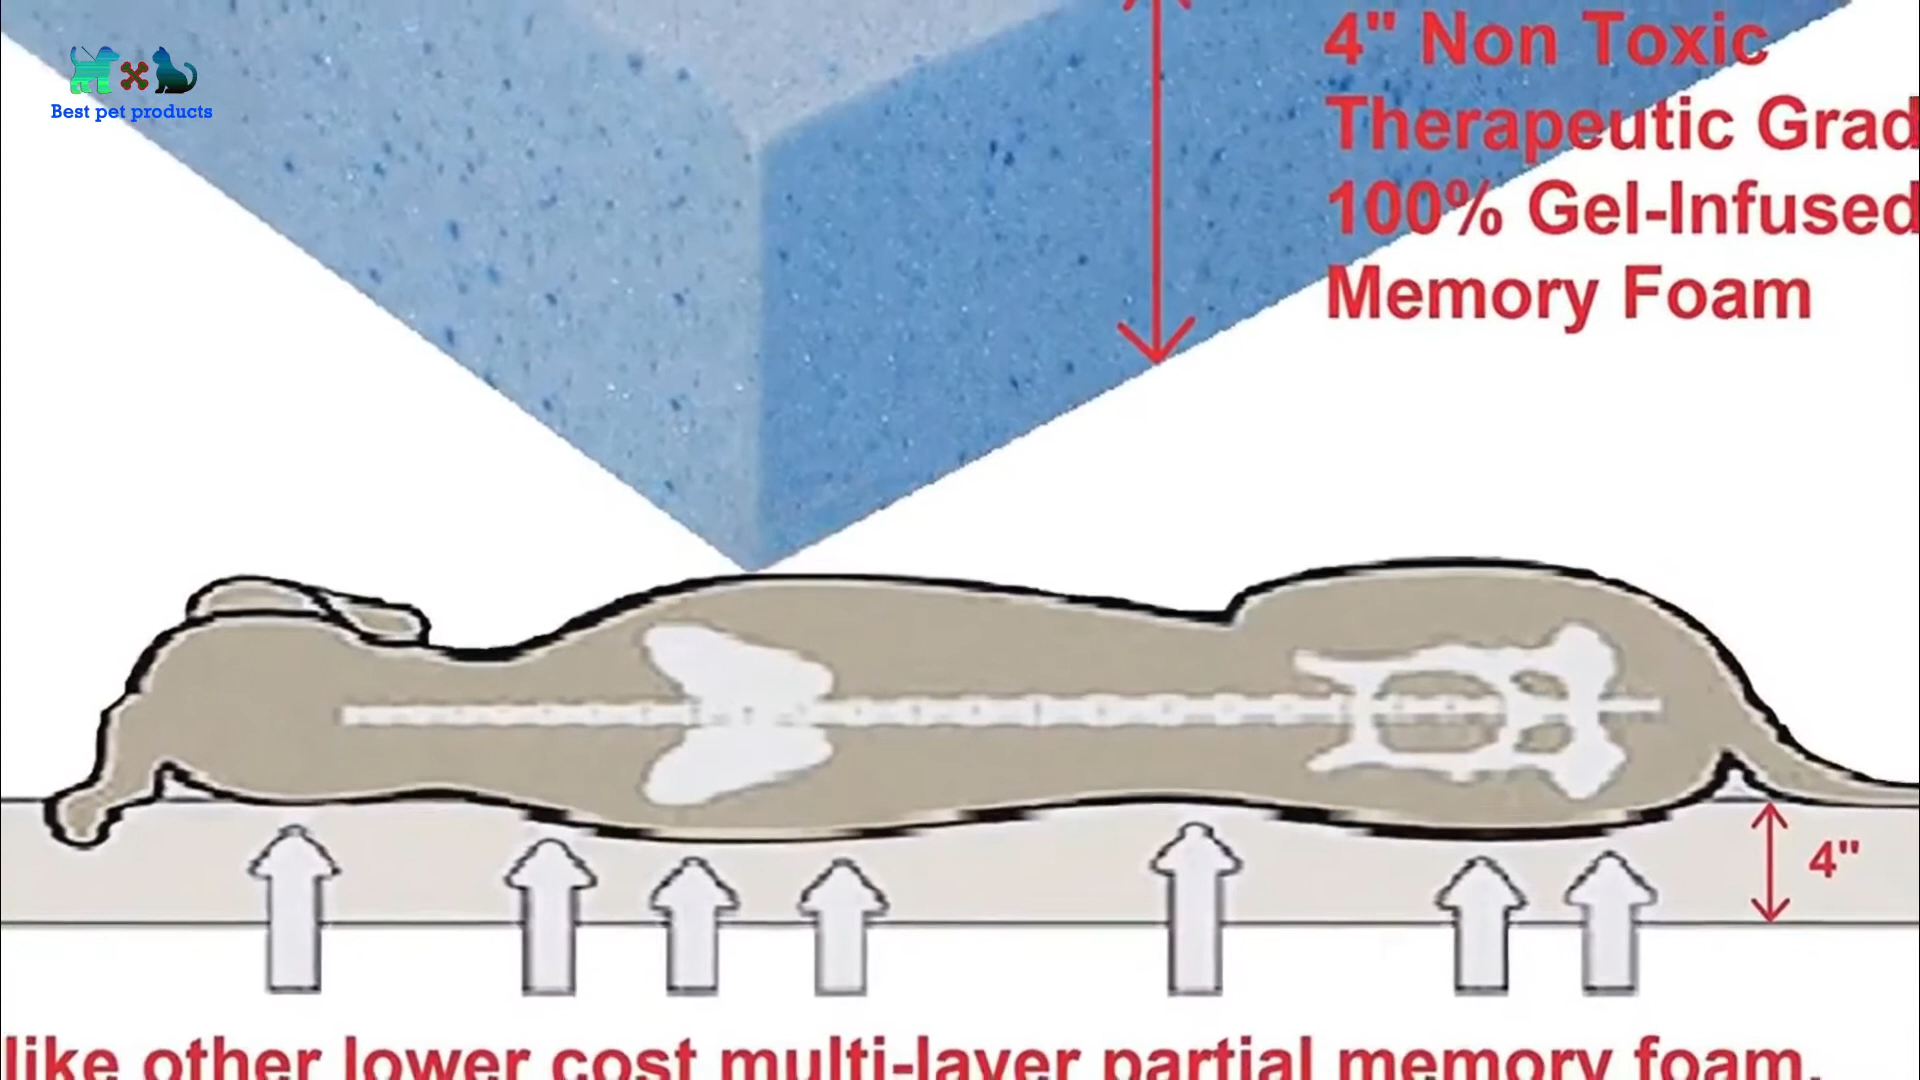 Best pet products
4" Non Toxic
Therapeutic Grad
100% Gel-Infused
Memory Foam
4"
like other lower cost multi-layer partial memory foam,